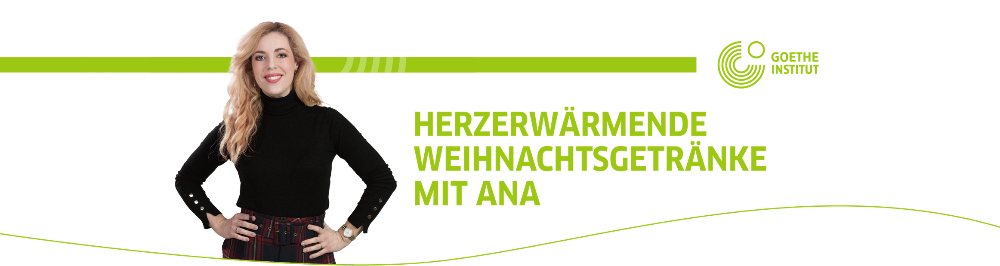 GOETHE
INSTITUT
HERZERWÄRMENDE
WEIHNACHTSGETRÄNKE
MIT ANA